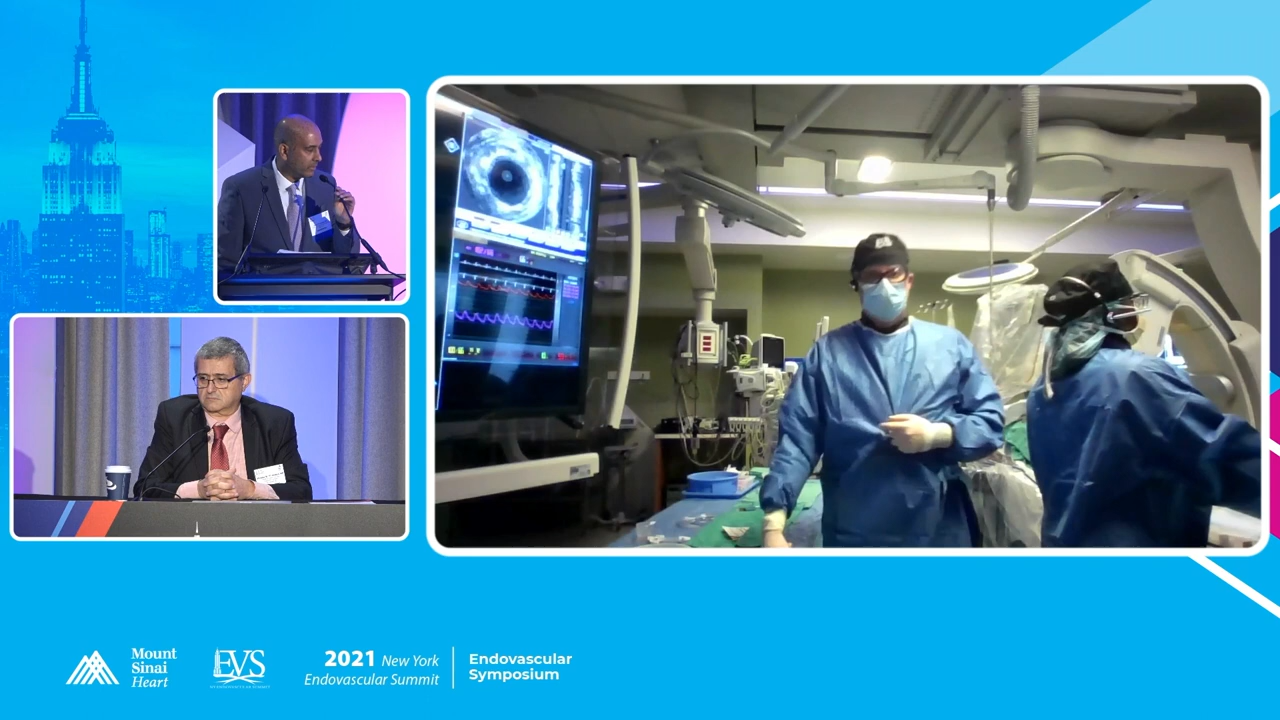 Mount
Sinai
Heart
EVS
2021 New York
Endovascular Summit
Endovascular
Symposium